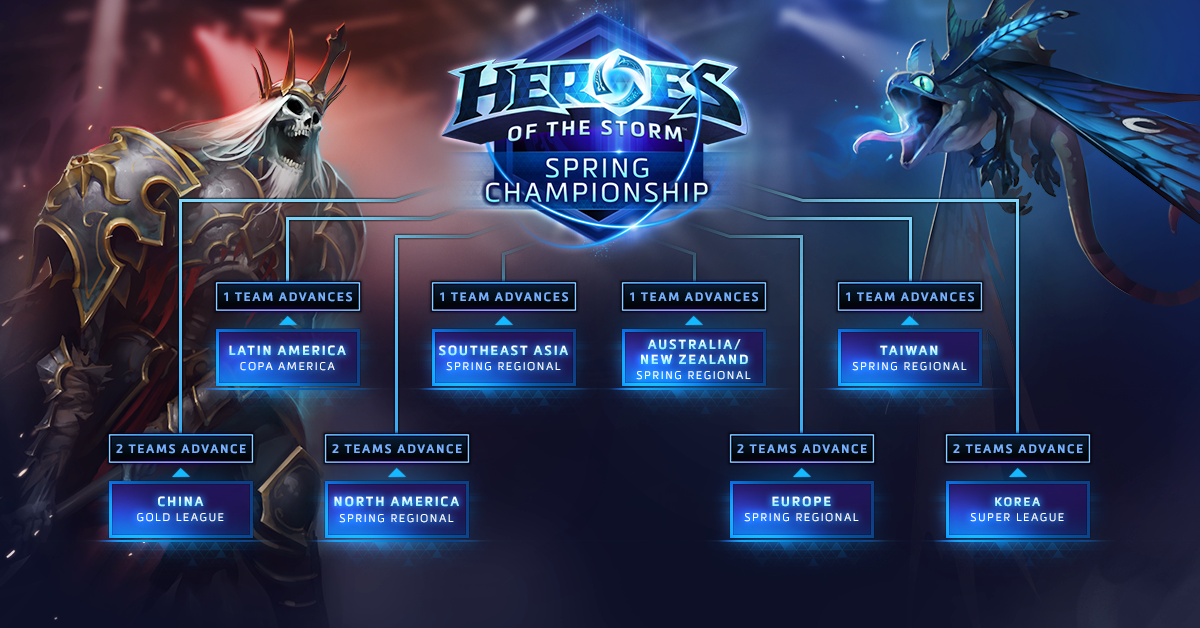 HEROES
OF THE STORM™
SPRING
CHAMPIONSHIP
1 TEAM ADVANCES
LATIN AMERICA
COPA AMERICA
1 TEAM ADVANCES
SOUTHEAST ASIA
SPRING REGIONAL
1 TEAM ADVANCES
AUSTRALIA/
NEW ZEALAND
SPRING REGIONAL
1 TEAM ADVANCES
TAIWAN
SPRING REGIONAL
2 TEAMS ADVANCE
CHINA
GOLD LEAGUE
2 TEAMS ADVANCE
NORTH AMERICA
SPRING REGIONAL
2 TEAMS ADVANCE
EUROPE
SPRING REGIONAL
2 TEAMS ADVANCE
KOREA
SUPER LEAGUE